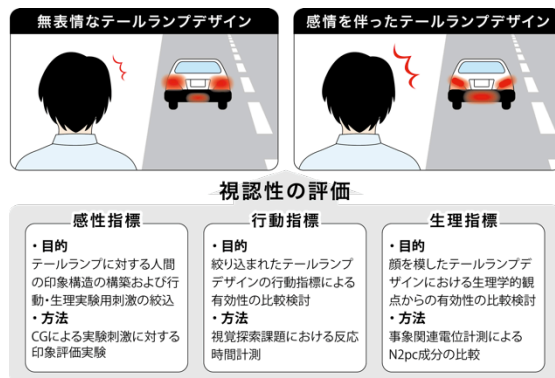 無表情なテールランプデザイン
感情を伴ったテールランプデザイン
視認性の評価
感性指標
・目的
テールランプに対する人間
の印象構造の構築および行
動・生理実験用刺激の絞込
・方法
CGによる実験刺激に対する
印象評価実験
行動指標
・目的
絞り込まれたテールランプ
デザインの行動指標による
有効性の比較検討
・方法
視覚探索課題における反応
時間計測
生理指標
・目的
顔を模したテールランプデ
ザインにおける生理学的観
点からの有効性の比較検討
・方法
事象関連電位計測による
N2pc成分の比較